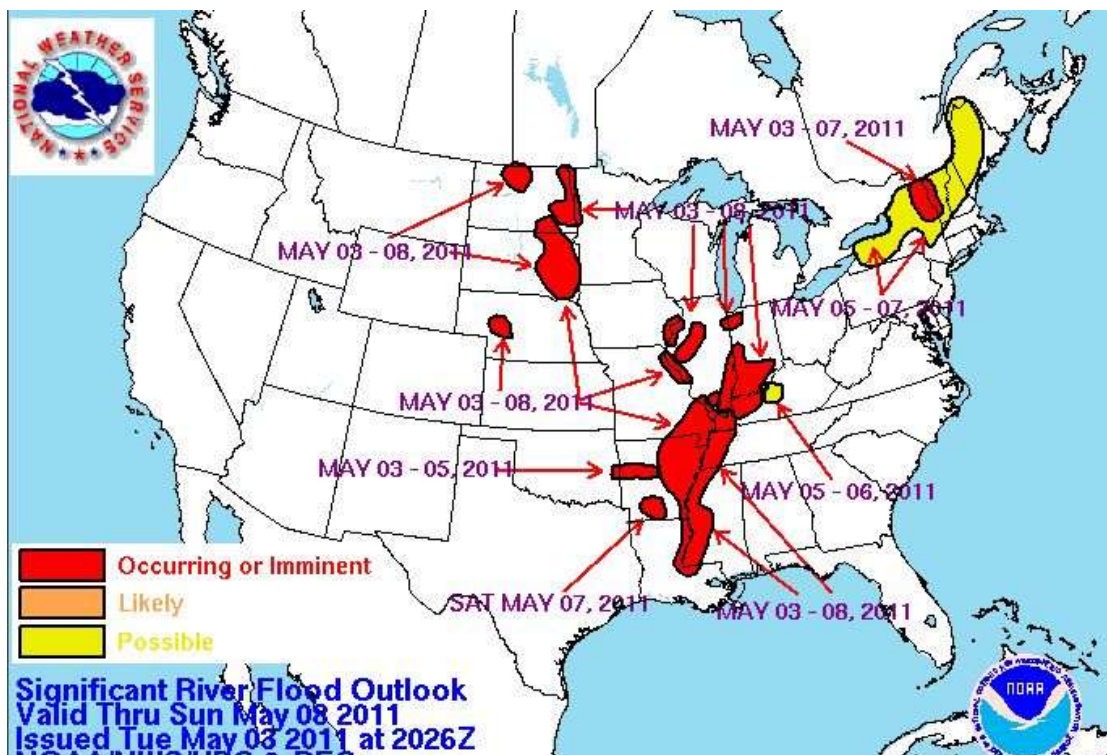 NATIONAL WEATHER SERVICE
MAY 03 - 07, 2011
MAY 03 - 08, 2011
MAY 03 - 08, 2011
MAY 05 - 07, 2011
MAY 03 - 08, 2011
MAY 03 - 05, 2011
MAY 05 - 06, 2011
SAT MAY 07, 2011
MAY 03 - 08, 2011
Occurring or Imminent
Likely
Possible
Significant River Flood Outlook
Valid Thru Sun May 08 2011
Issued Tue May 03 2011 at 2026Z
NOAA